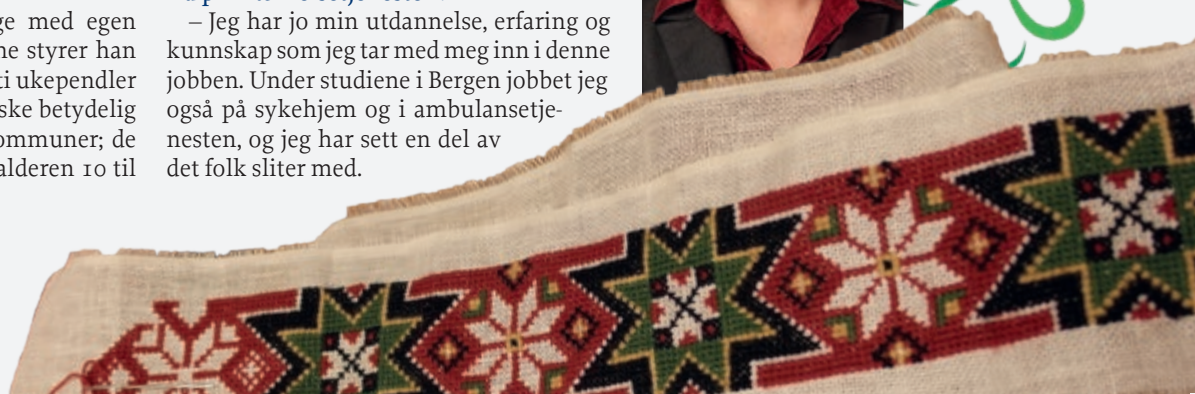 ge med egen
ne styrer han
ti ukependler
ske betydelig
ommuner; de
alderen 10 til
– Jeg har jo min utdannelse, erfaring og
kunnskap som jeg tar med meg inn i denne
jobben. Under studiene i Bergen jobbet jeg
også på sykehjem og i ambulansetje-
nesten, og jeg har sett en del av
det folk sliter med.